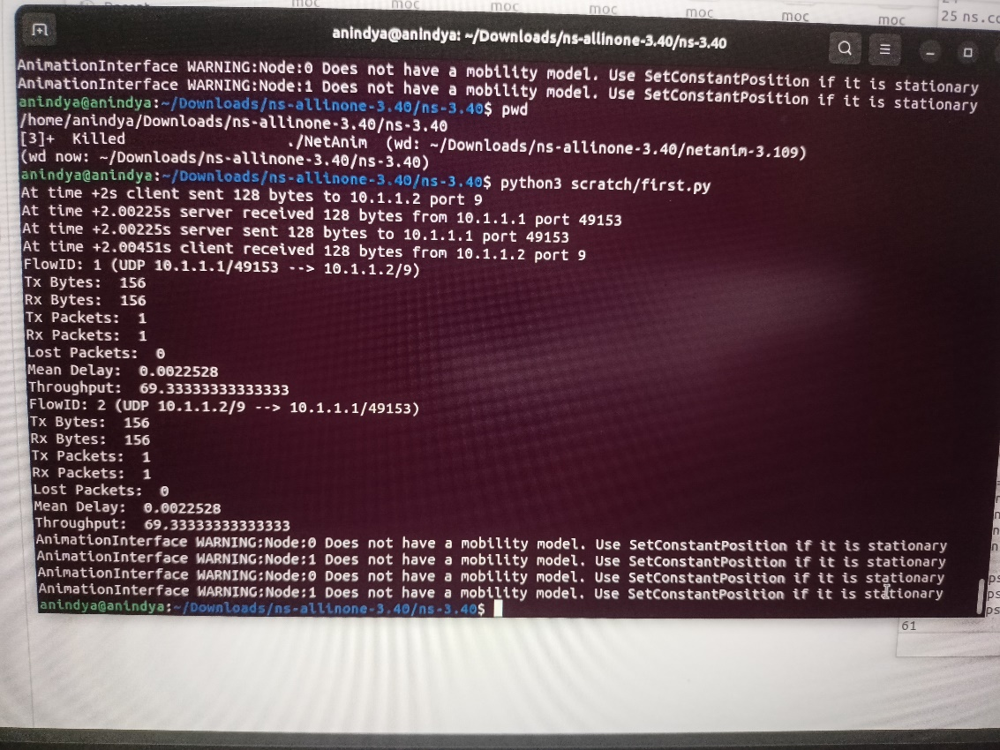 moc moc moc moc moc moc moc
25 ns.co
anindya@anindya: ~/Downloads/ns-allinone-3.40/ns-3.40
AnimationInterface WARNING:Node:0 Does not have a mobility model. Use SetConstantPosition if it is stationary
AnimationInterface WARNING:Node:1 Does not have a mobility model. Use SetConstantPosition if it is stationary
anindya@anindya:~/Downloads/ns-allinone-3.40/ns-3.40$ pwd
/home/anindya/Downloads/ns-allinone-3.40/ns-3.40
[3]+  Killed                  ./NetAnim  (wd: ~/Downloads/ns-allinone-3.40/netanim-3.109)
(wd now: ~/Downloads/ns-allinone-3.40/ns-3.40)
anindya@anindya:~/Downloads/ns-allinone-3.40/ns-3.40$ python3 scratch/first.py
At time +2s client sent 128 bytes to 10.1.1.2 port 9
At time +2.00225s server received 128 bytes from 10.1.1.1 port 49153
At time +2.00225s server sent 128 bytes to 10.1.1.1 port 49153
At time +2.00451s client received 128 bytes from 10.1.1.2 port 9
FlowID: 1 (UDP 10.1.1.1/49153 --> 10.1.1.2/9)
Tx Bytes:  156
Rx Bytes:  156
Tx Packets:  1
Rx Packets:  1
Lost Packets:  0
Mean Delay:  0.0022528
Throughput:  69.33333333333333
FlowID: 2 (UDP 10.1.1.2/9 --> 10.1.1.1/49153)
Tx Bytes:  156
Rx Bytes:  156
Tx Packets:  1
Rx Packets:  1
Lost Packets:  0
Mean Delay:  0.0022528
Throughput:  69.33333333333333
AnimationInterface WARNING:Node:0 Does not have a mobility model. Use SetConstantPosition if it is stationary
AnimationInterface WARNING:Node:1 Does not have a mobility model. Use SetConstantPosition if it is stationary
AnimationInterface WARNING:Node:0 Does not have a mobility model. Use SetConstantPosition if it is stationary
AnimationInterface WARNING:Node:1 Does not have a mobility model. Use SetConstantPosition if it is stationary
anindya@anindya:~/Downloads/ns-allinone-3.40/ns-3.40$
61